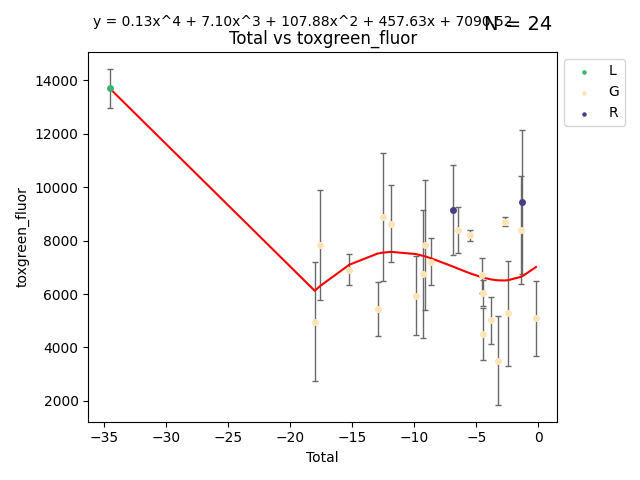 y = 0.13x^4 + 7.10x^3 + 107.88x^2 + 457.63x + 7090.52
N = 24
Total vs toxgreen_fluor
14000
12000
10000
8000
6000
4000
2000
toxgreen_fluor
−35
−30
−25
−20
−15
−10
−5
0
Total
L
G
R